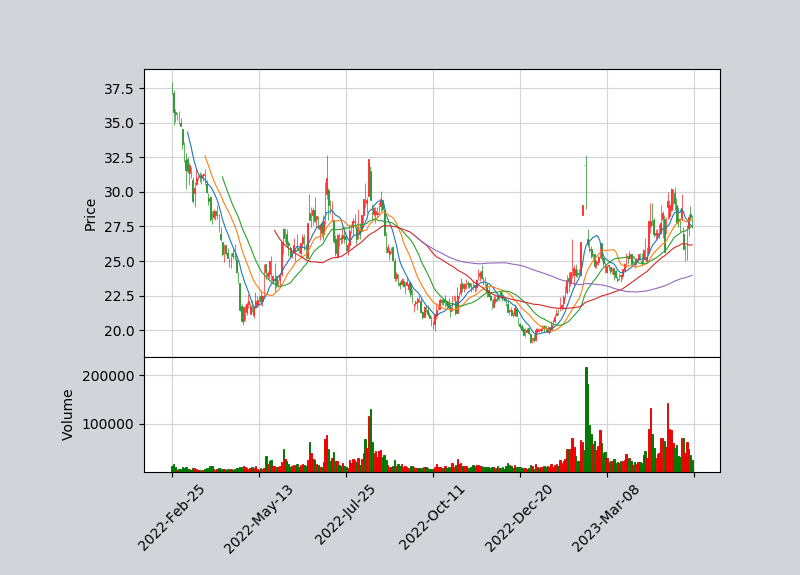 37.5
35.0
32.5
30.0
27.5
25.0
22.5
20.0
Price
200000
100000
Volume
2022-Feb-25
2022-May-13
2022-Jul-25
2022-Oct-11
2022-Dec-20
2023-Mar-08